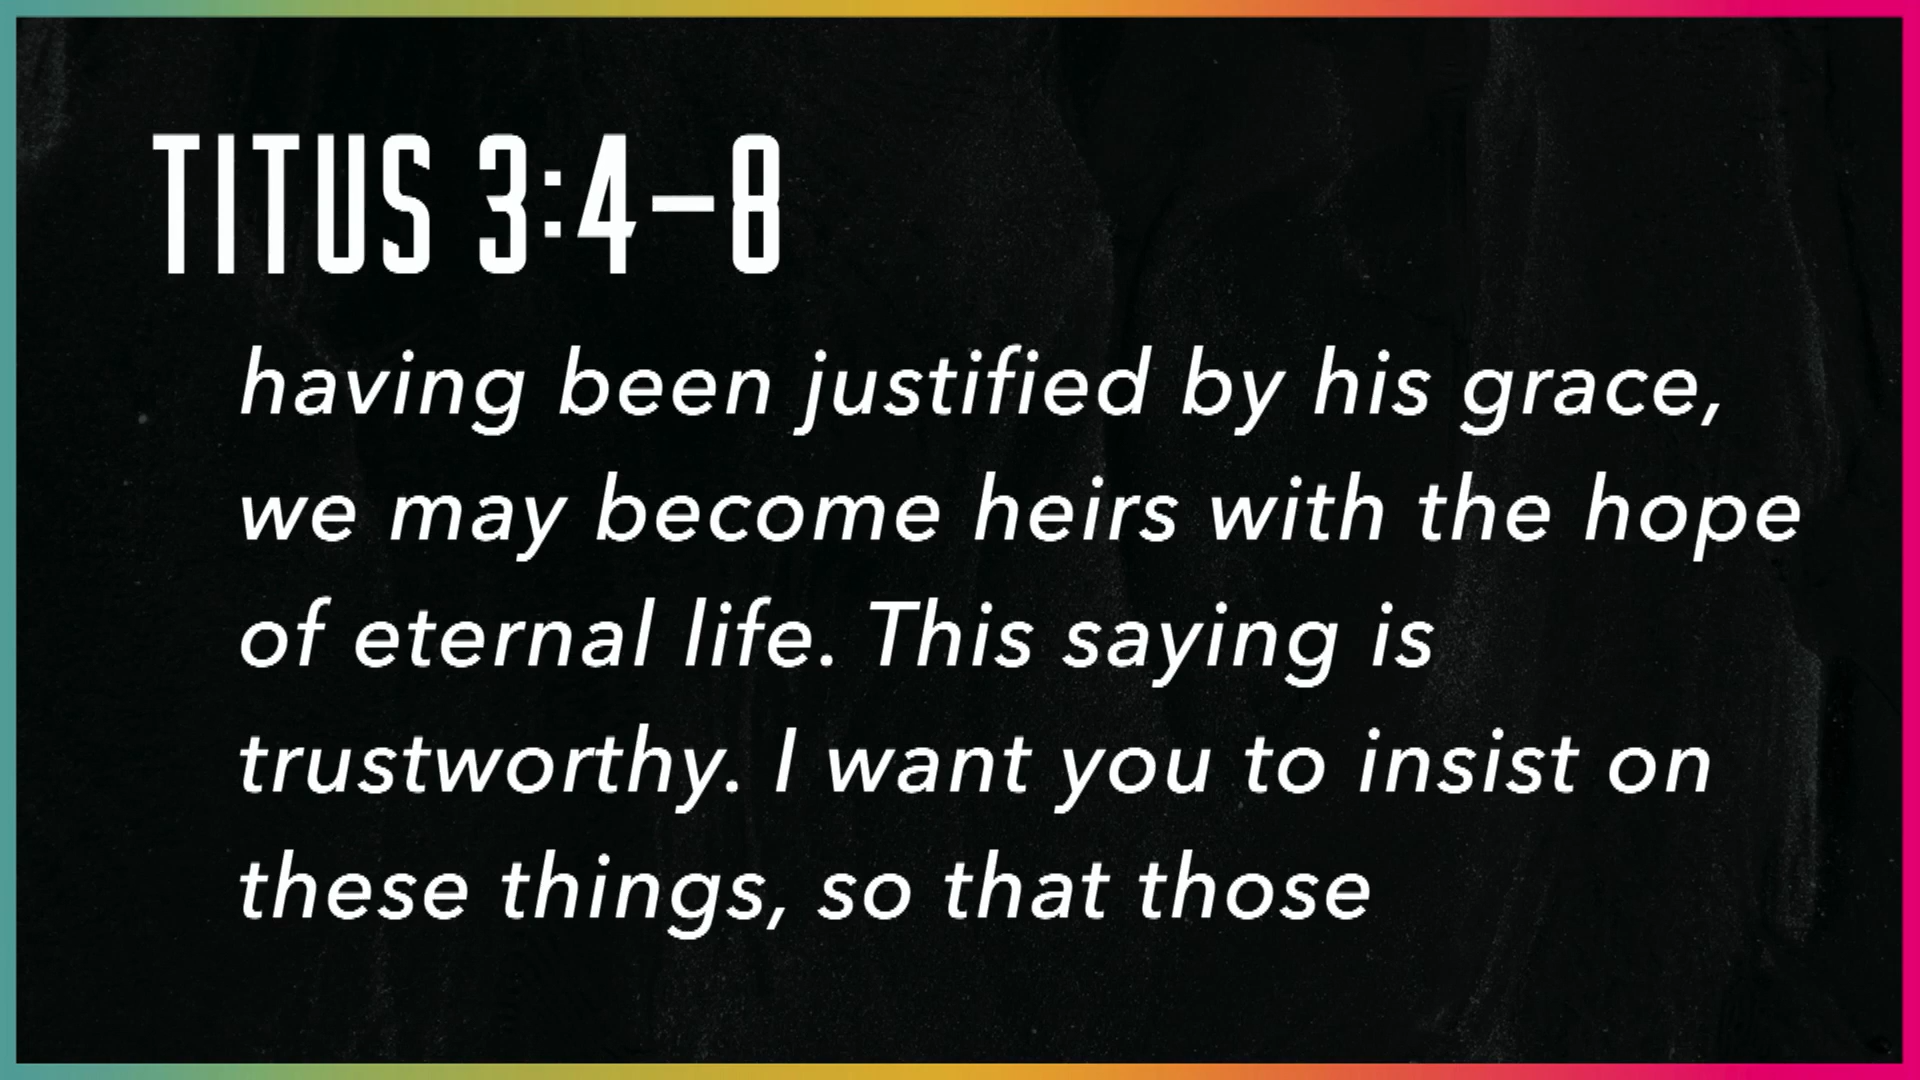 TITUS 3:4–8
having been justified by his grace,
we may become heirs with the hope
of eternal life. This saying is
trustworthy. I want you to insist on
these things, so that those